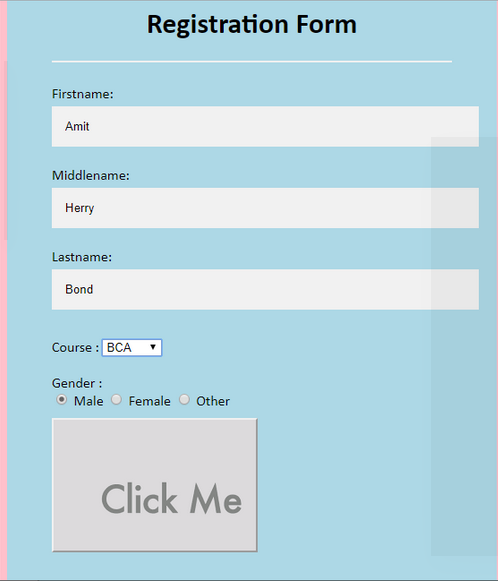 Registration Form
Firstname:
Amit
Middlename:
Herry
Lastname:
Bond
Course : BCA
Gender :
Male Female Other
Click Me